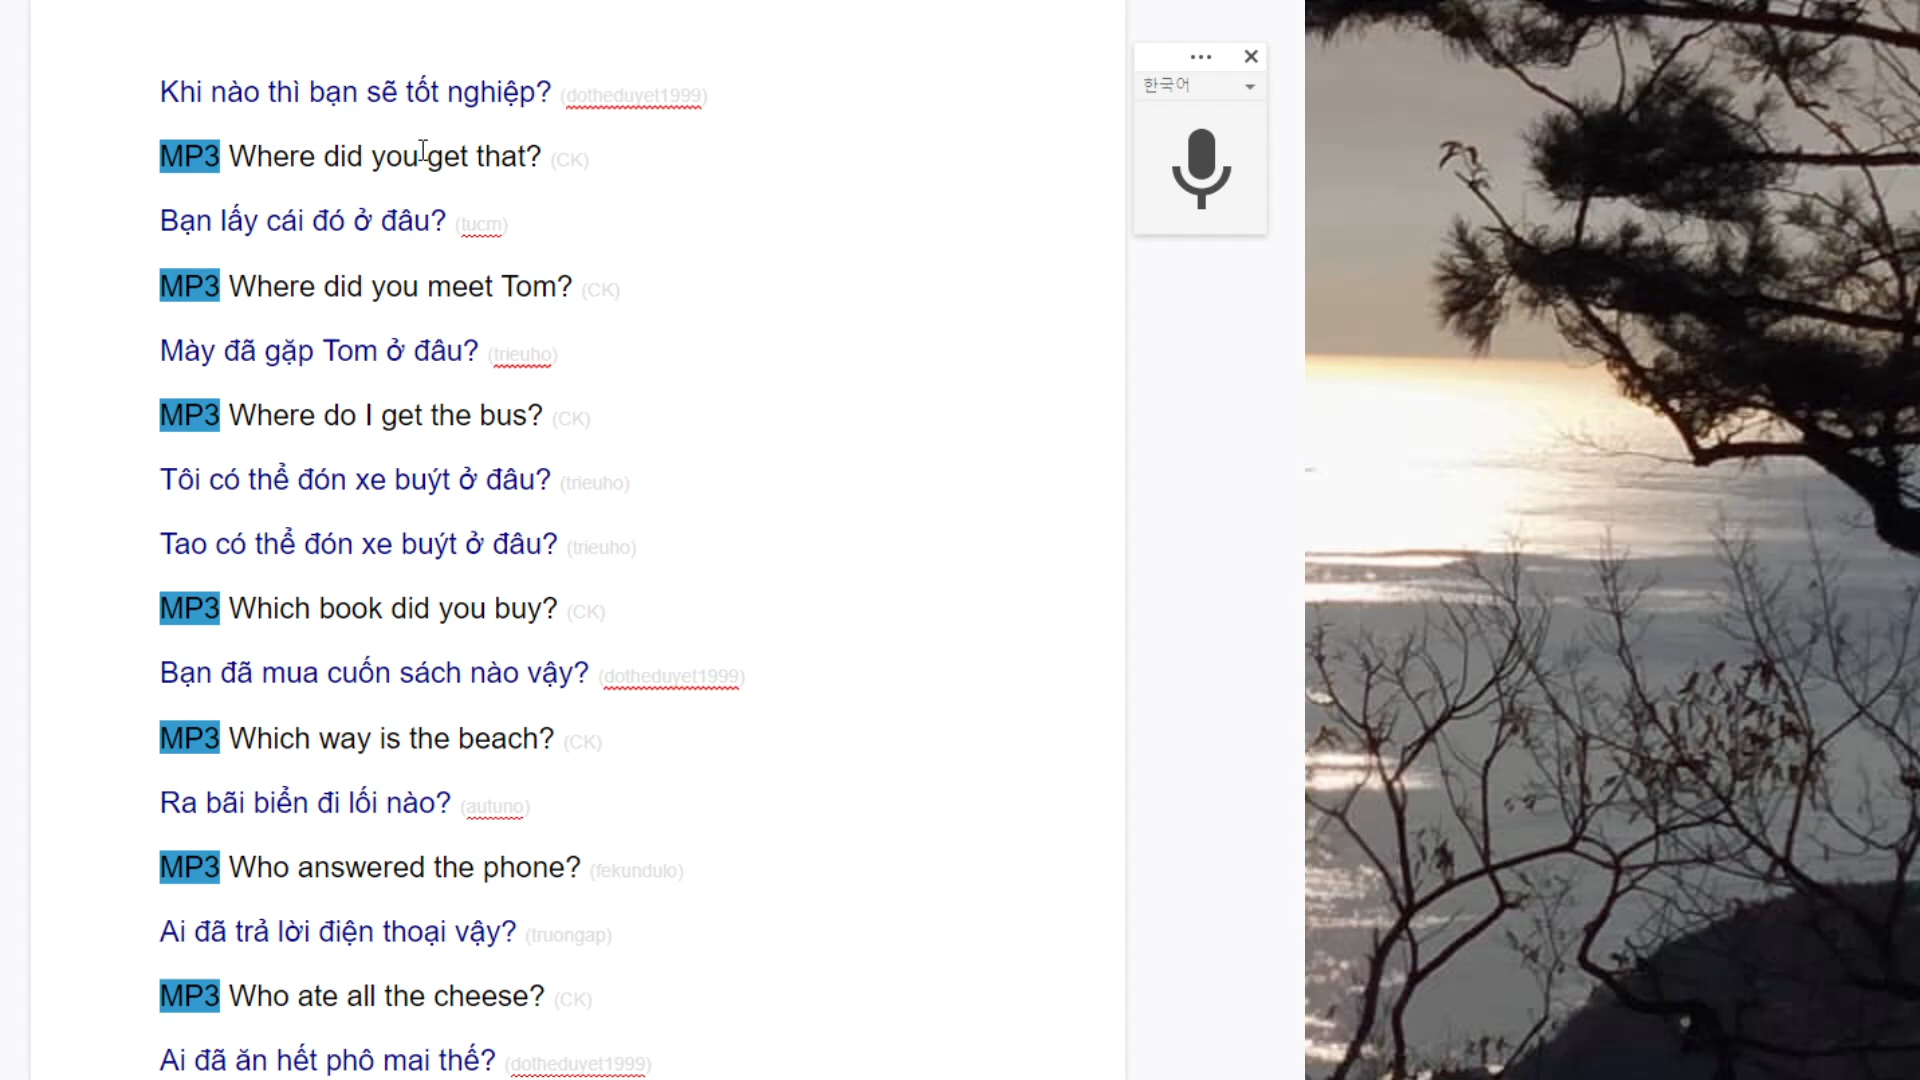 Khi nào thì bạn sẽ tốt nghiệp? (dotheduyet1999)
한국어
MP3 Where did you get that? (CK)
Bạn lấy cái đó ở đâu? (tucm)
MP3 Where did you meet Tom? (CK)
Mày đã gặp Tom ở đâu? (trieuho)
MP3 Where do I get the bus? (CK)
Tôi có thể đón xe buýt ở đâu? (trieuho)
Tao có thể đón xe buýt ở đâu? (trieuho)
MP3 Which book did you buy? (CK)
Bạn đã mua cuốn sách nào vậy? (dotheduyet1999)
MP3 Which way is the beach? (CK)
Ra bãi biển đi lối nào? (autuno)
MP3 Who answered the phone? (fekundulo)
Ai đã trả lời điện thoại vậy? (truongap)
MP3 Who ate all the cheese? (CK)
Ai đã ăn hết phô mai thế? (dotheduyet1999)